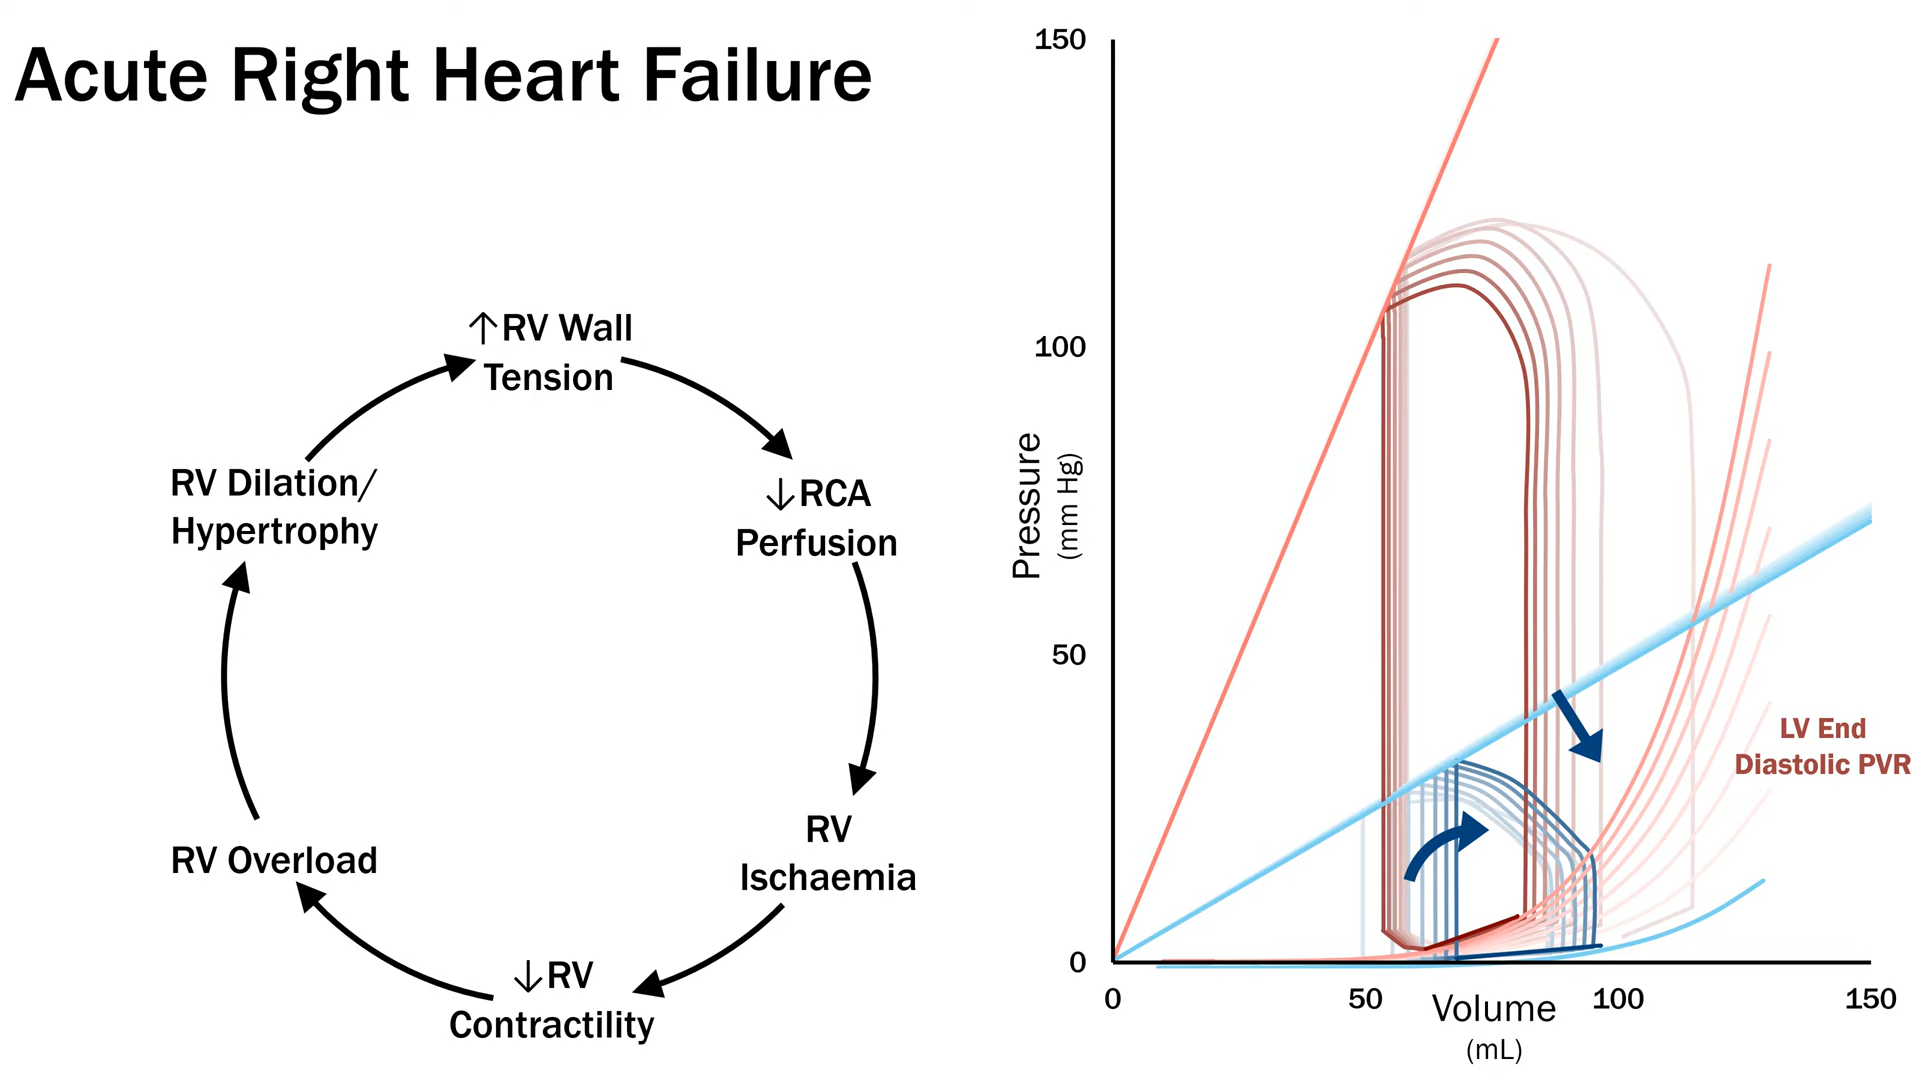 Acute Right Heart Failure
↑RV Wall
Tension
↓RCA
Perfusion
RV
Ischaemia
↓RV
Contractility
RV Overload
RV Dilation/
Hypertrophy
150
100
50
0
Pressure
(mm Hg)
0
50
100
150
Volume
(mL)
LV End
Diastolic PVR